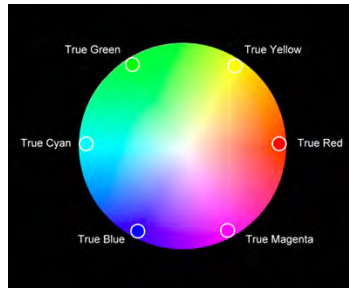 True Green
True Yellow
True Cyan
True Red
True Blue
True Magenta